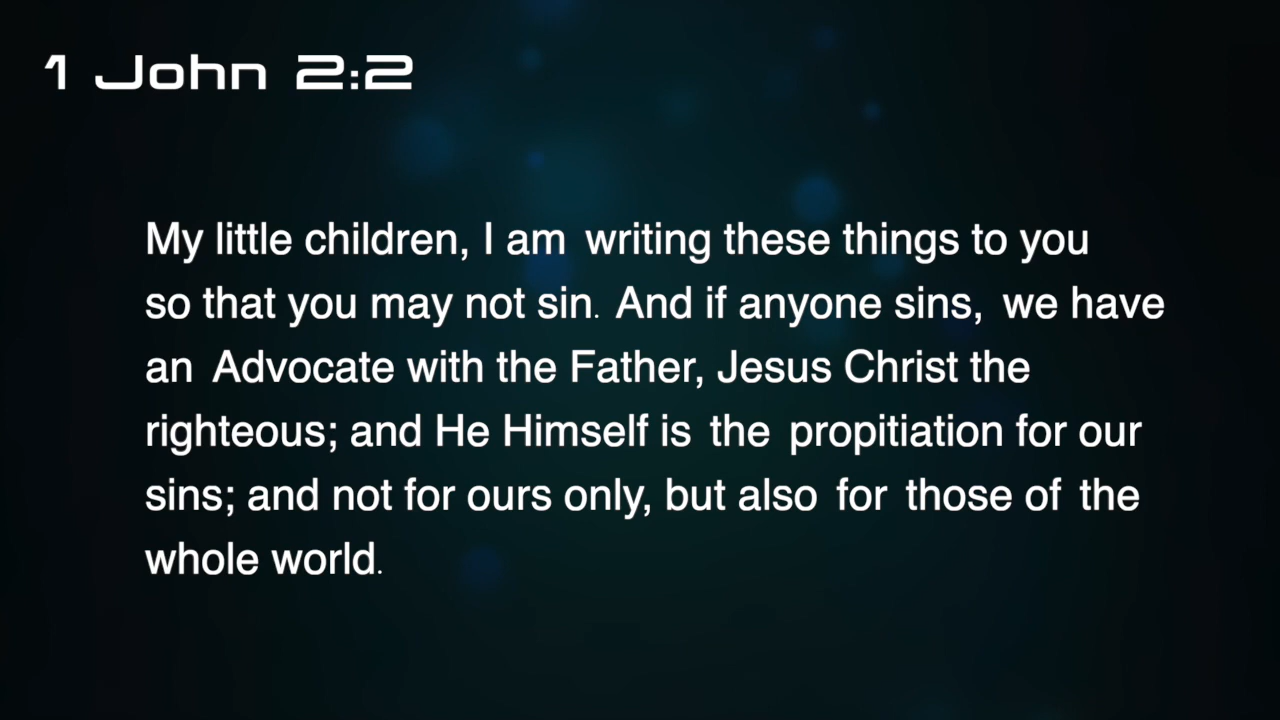 1 John 2:2
My little children, I am writing these things to you
so that you may not sin. And if anyone sins, we have
an Advocate with the Father, Jesus Christ the
righteous; and He Himself is the propitiation for our
sins; and not for ours only, but also for those of the
whole world.